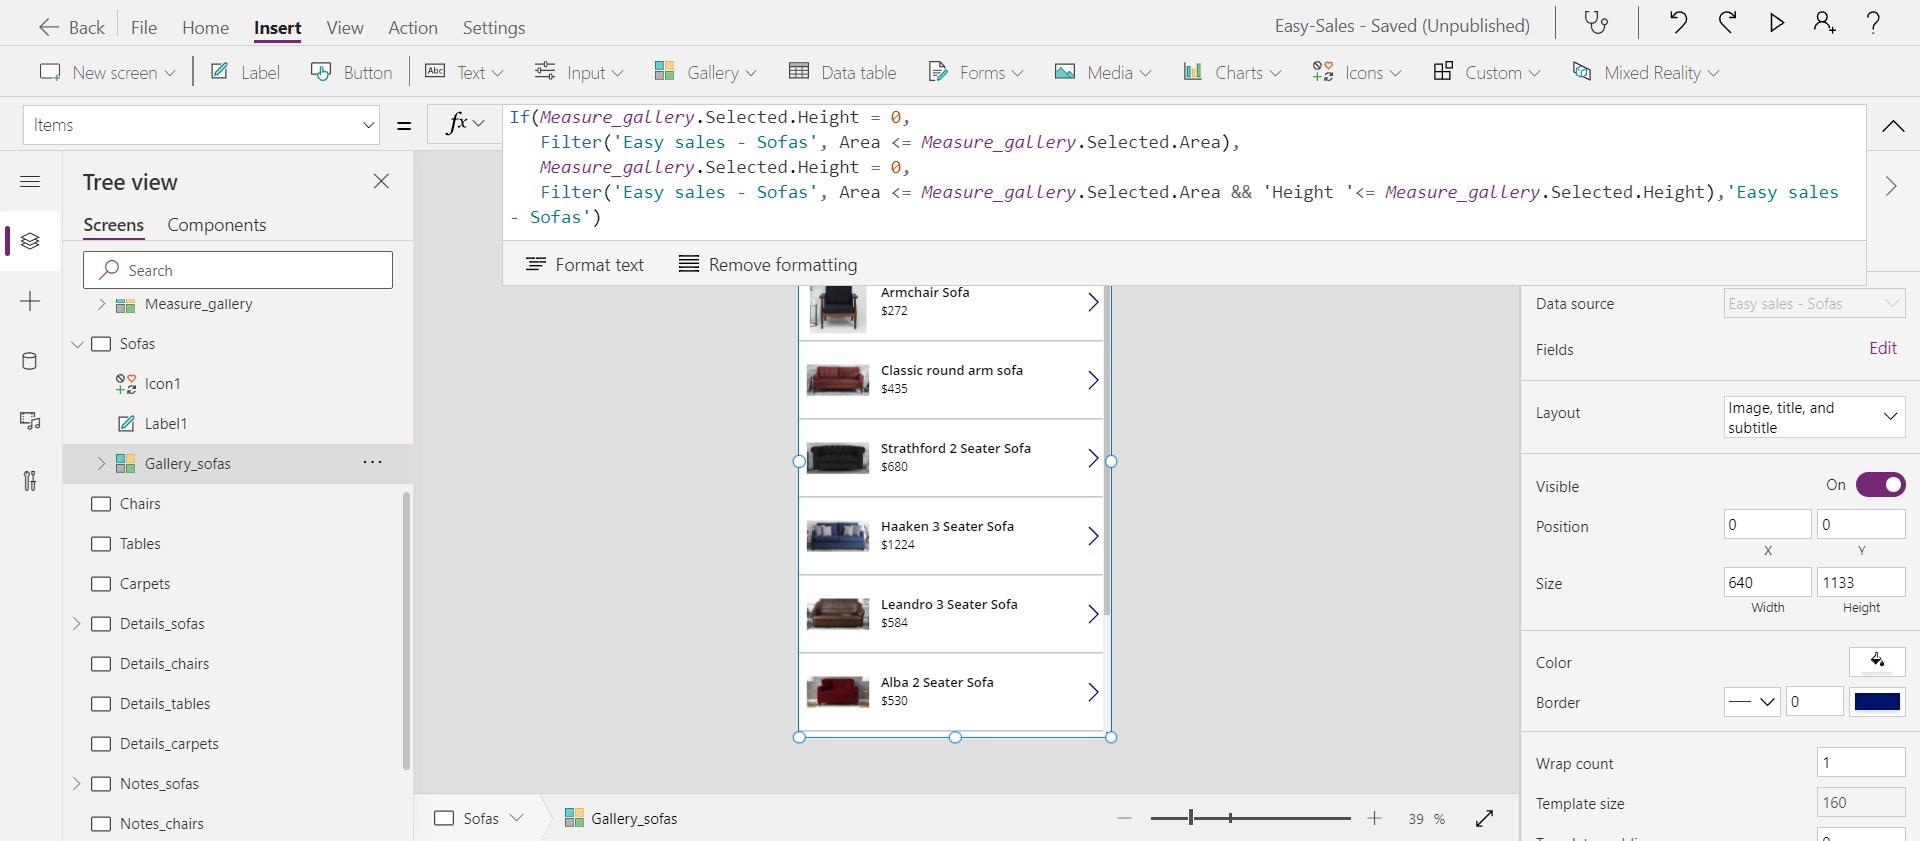 Back
File
Home
Insert
View
Action
Settings
Easy-Sales - Saved (Unpublished)
New screen
Label
Button
Abc
Text
Input
Gallery
Data table
Forms
Media
Charts
Icons
Custom
Mixed Reality
Items
=
fx
If(Measure_gallery.Selected.Height = 0,
Filter('Easy sales - Sofas', Area <= Measure_gallery.Selected.Area),
Measure_gallery.Selected.Height = 0,
Filter('Easy sales - Sofas', Area <= Measure_gallery.Selected.Area && 'Height '<= Measure_gallery.Selected.Height),'Easy sales
- Sofas')
Format text
Remove formatting
Tree view
Screens
Components
Search
Measure_gallery
Sofas
Icon1
Label1
Gallery_sofas
Chairs
Tables
Carpets
Details_sofas
Details_chairs
Details_tables
Details_carpets
Notes_sofas
Notes_chairs
Armchair Sofa
$272
Classic round arm sofa
$435
Strathford 2 Seater Sofa
$680
Haaken 3 Seater Sofa
$1224
Leandro 3 Seater Sofa
$584
Alba 2 Seater Sofa
$530
Sofas
Gallery_sofas
39 %
Data source
Easy sales - Sofas
Fields
Edit
Layout
Image, title, and
subtitle
Visible
On
Position
0
0
X
Y
Size
640
1133
Width
Height
Color
Border
0
Wrap count
1
Template size
160